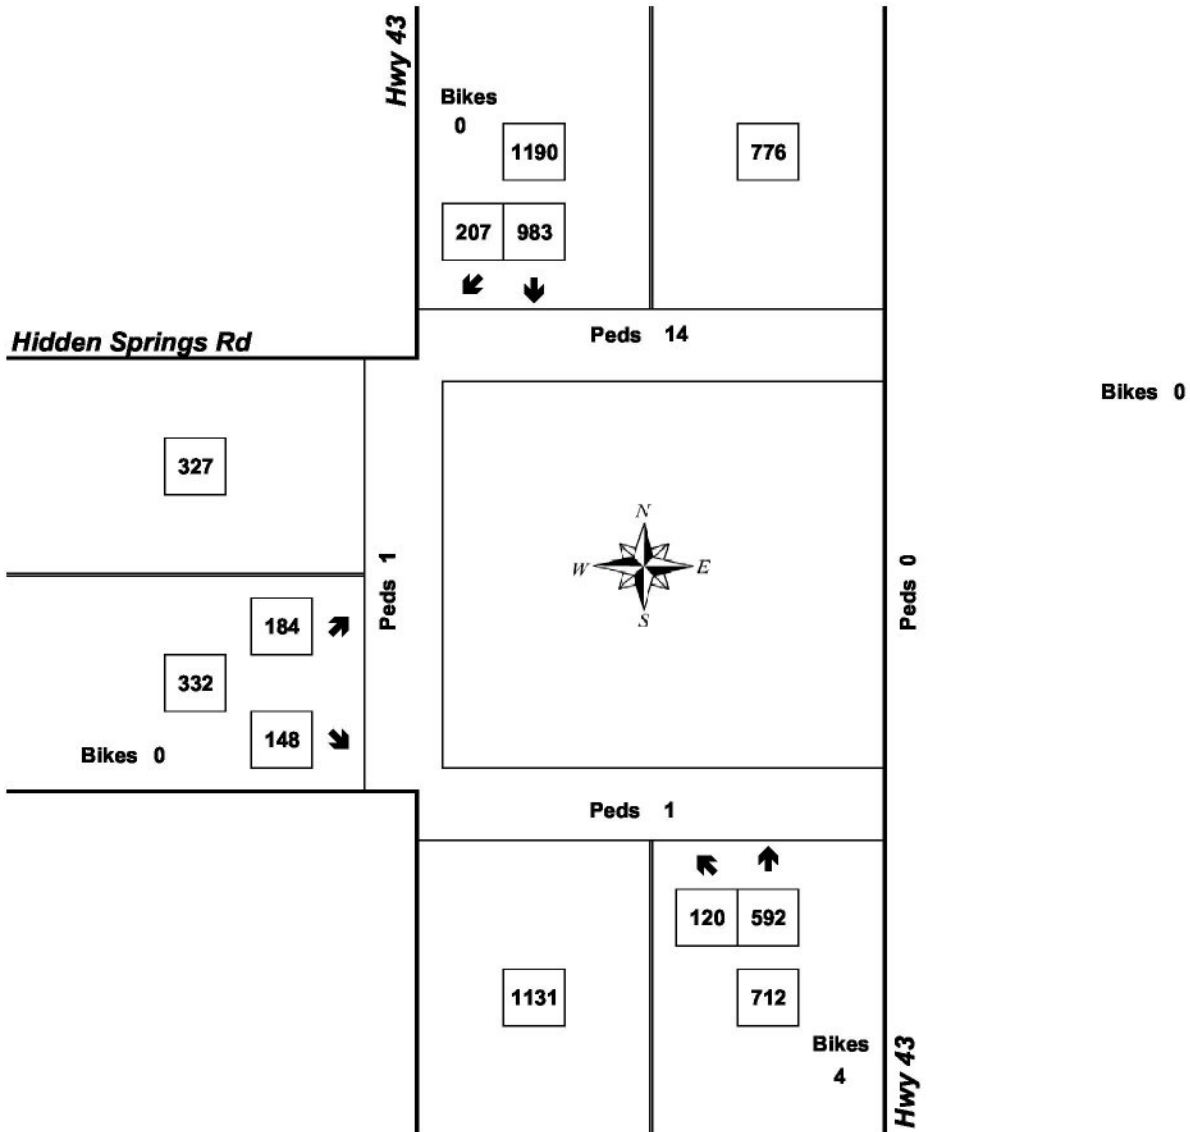 Hwy 43
Bikes
0
1190
776
207 983
Hidden Springs Rd
Peds 14
Bikes 0
327
N
W E
S
Peds 1
Peds 0
184
332
148
Bikes 0
Peds 1
120 592
1131
712
Bikes
4
Hwy 43